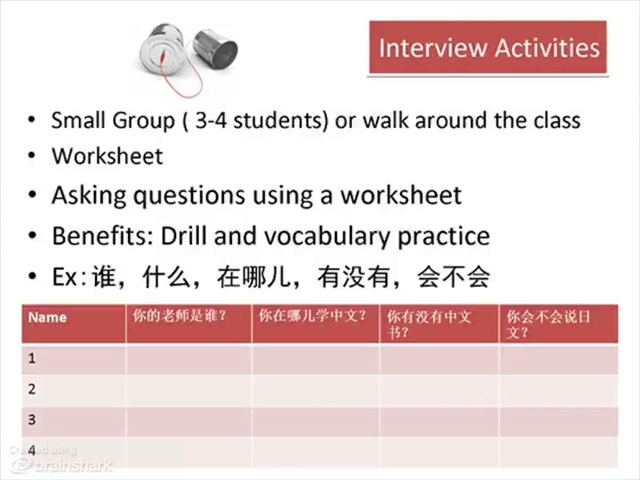 Interview Activities
• Small Group ( 3-4 students) or walk around the class
• Worksheet
• Asking questions using a worksheet
• Benefits: Drill and vocabulary practice
• Ex：谁，什么，在哪儿，有没有，会不会
Name 你的老师是谁？ 你在哪儿学中文？ 你有没有中文书？ 你会不会说日文？
1
2
3
4
Created using
brainshark